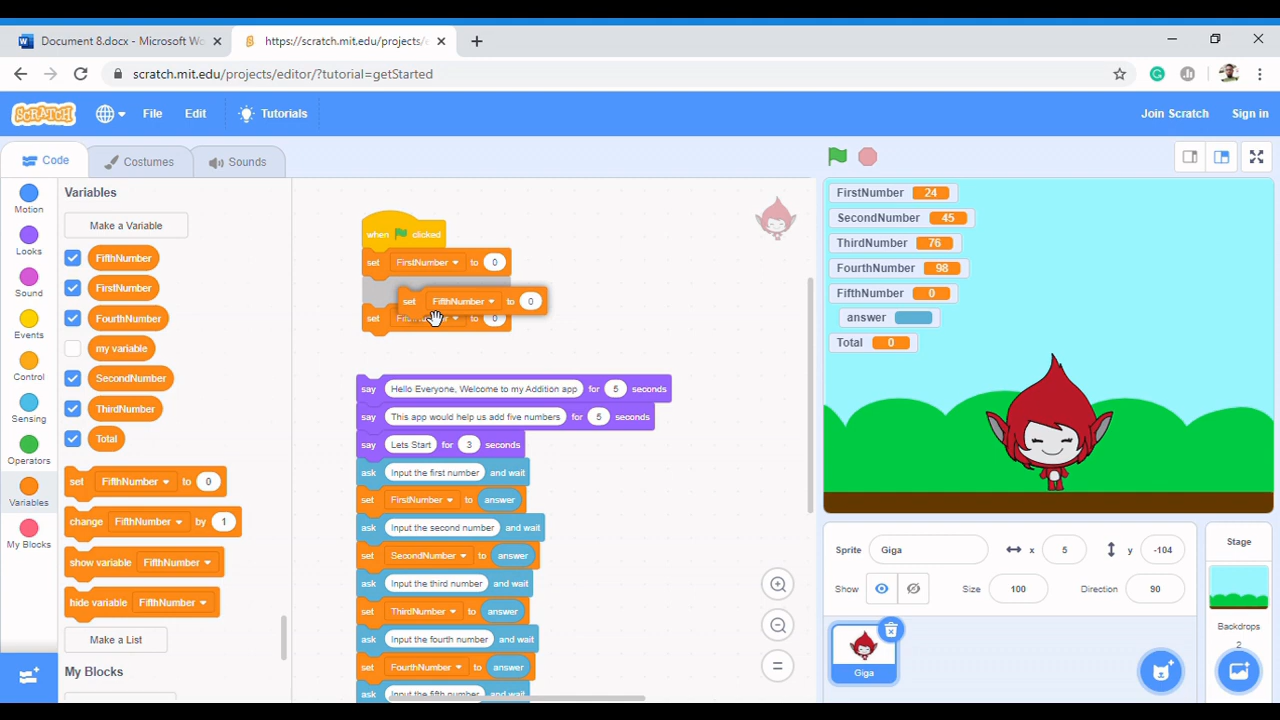 Document 8.docx - Microsoft Wo
https://scratch.mit.edu/projects/e
scratch.mit.edu/projects/editor/?tutorial=getStarted
SCRATCH
File
Edit
Tutorials
Join Scratch
Sign in
Code
Costumes
Sounds
Motion
Looks
Sound
Events
Control
Sensing
Operators
Variables
My Blocks
Variables
Make a Variable
FifthNumber
FirstNumber
FourthNumber
my variable
SecondNumber
ThirdNumber
Total
set FifthNumber to 0
change FifthNumber by 1
show variable FifthNumber
hide variable FifthNumber
Make a List
My Blocks
when clicked
set FirstNumber to 0
set FifthNumber to 0
set to 0
say Hello Everyone, Welcome to my Addition app for 5 seconds
say This app would help us add five numbers for 5 seconds
say Lets Start for 3 seconds
ask Input the first number and wait
set FirstNumber to answer
ask Input the second number and wait
set SecondNumber to answer
ask Input the third number and wait
set ThirdNumber to answer
ask Input the fourth number and wait
set FourthNumber to answer
ask Input the fifth number and wait
FirstNumber 24
SecondNumber 45
ThirdNumber 76
FourthNumber 98
FifthNumber 0
answer
Total 0
Sprite Giga x 5 y -104
Show Size 100 Direction 90
Giga
Stage
Backdrops
2